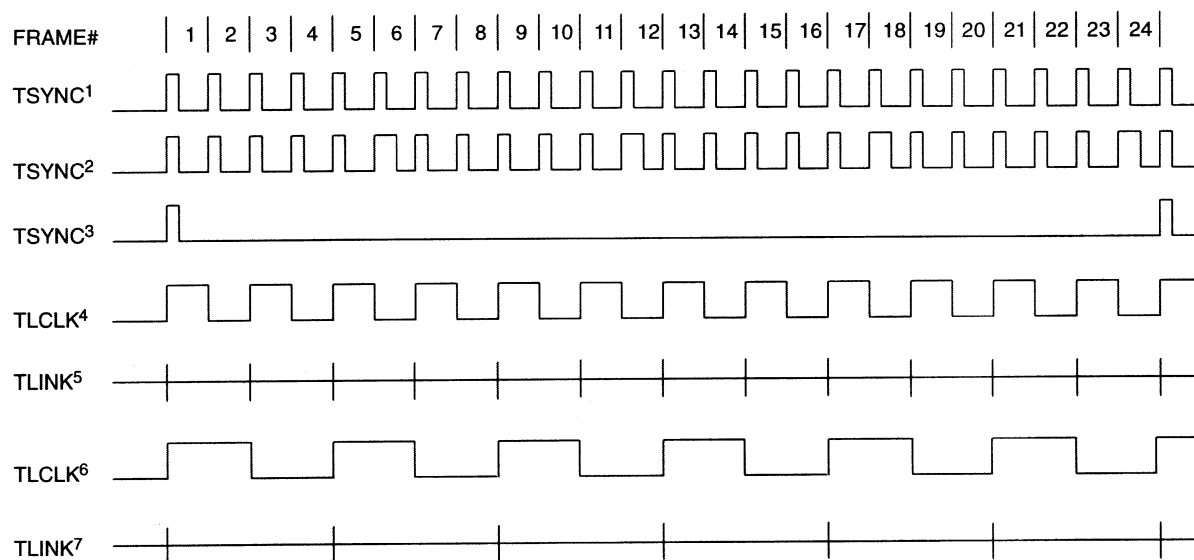 FRAME# 1 2 3 4 5 6 7 8 9 10 11 12 13 14 15 16 17 18 19 20 21 22 23 24
TSYNC¹
TSYNC²
TSYNC³
TLCLK⁴
TLINK⁵
TLCLK⁶
TLINK⁷